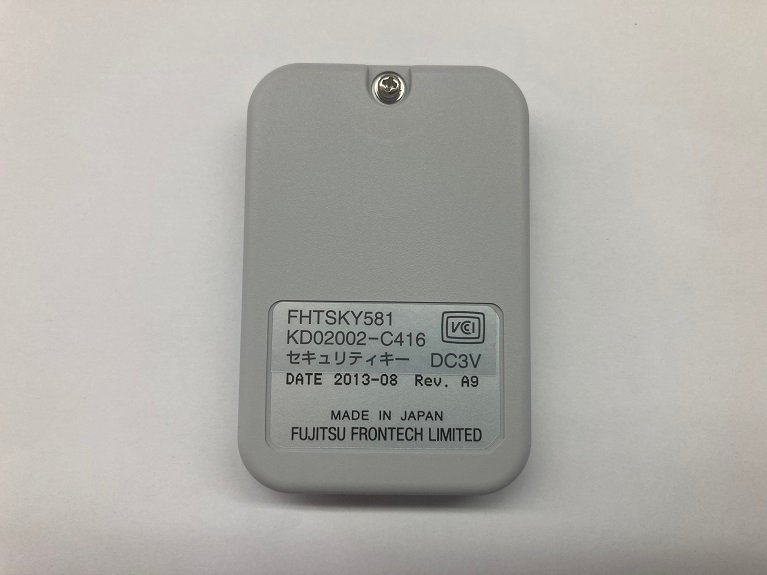 FHTSKY581
VCCI
KD02002-C416
セキュリティキー DC3V
DATE 2013-08 Rev. A9
MADE IN JAPAN
FUJITSU FRONTECH LIMITED